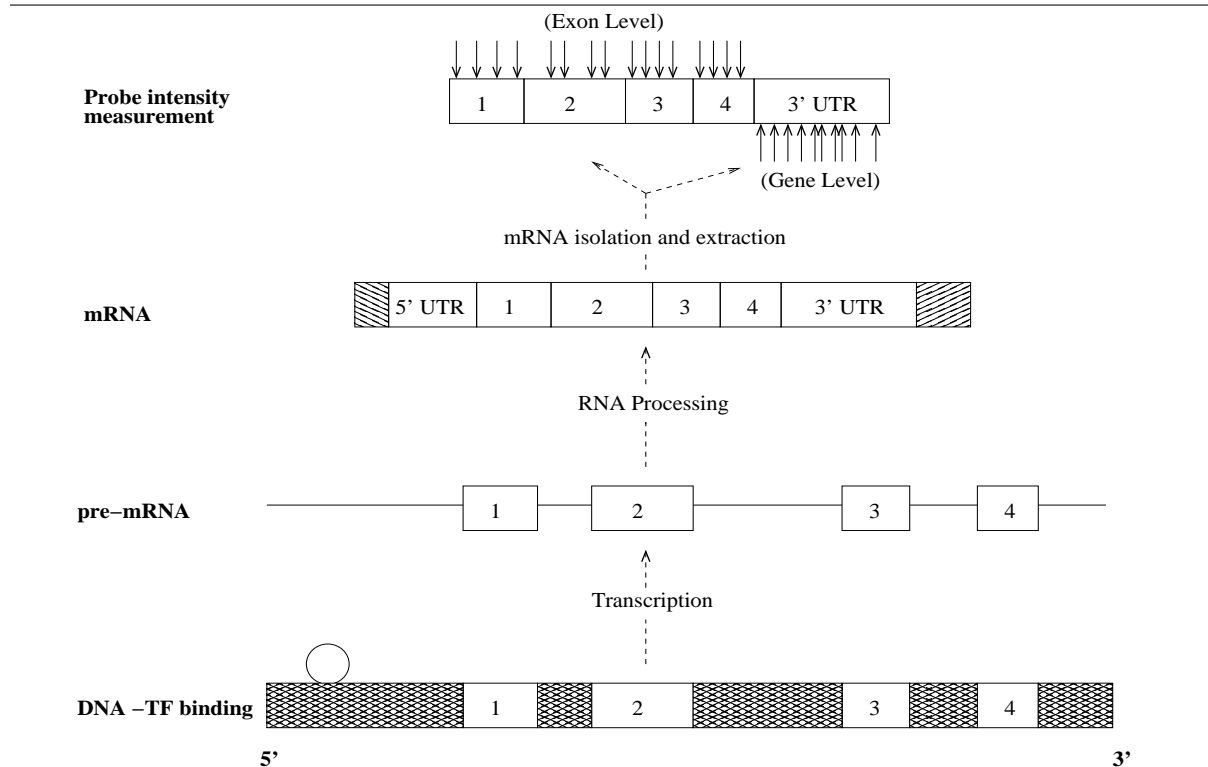 (Exon Level)
Probe intensity
measurement
1 2 3 4 3’ UTR
(Gene Level)
mRNA isolation and extraction
mRNA
5’ UTR 1 2 3 4 3’ UTR
RNA Processing
pre−mRNA
1 2 3 4
Transcription
DNA −TF binding
1 2 3 4
5’ 3’